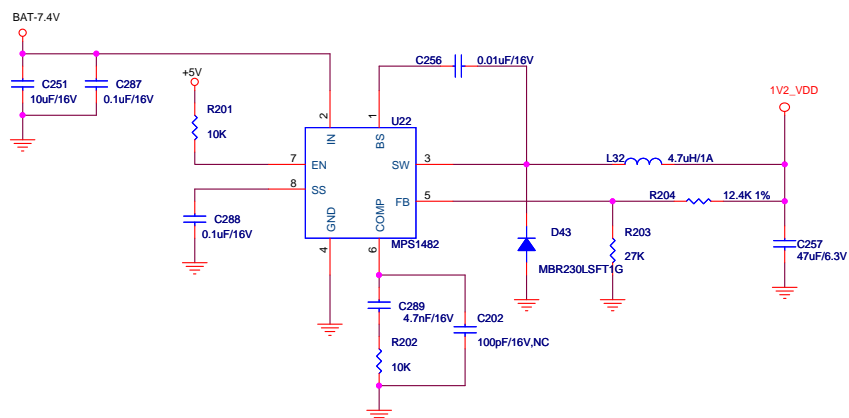 BAT-7.4V
C251
10uF/16V
C287
0.1uF/16V
+5V
R201
10K
C256
0.01uF/16V
1V2_VDD
U22
2
1
IN
BS
7
EN
SW
3
L32
4.7uH/1A
8
SS
FB
5
R204
12.4K 1%
C288
0.1uF/16V
GND
COMP
4
6
MPS1482
D43
MBR230LSFT1G
R203
27K
C257
47uF/6.3V
C289
4.7nF/16V
C202
100pF/16V,NC
R202
10K